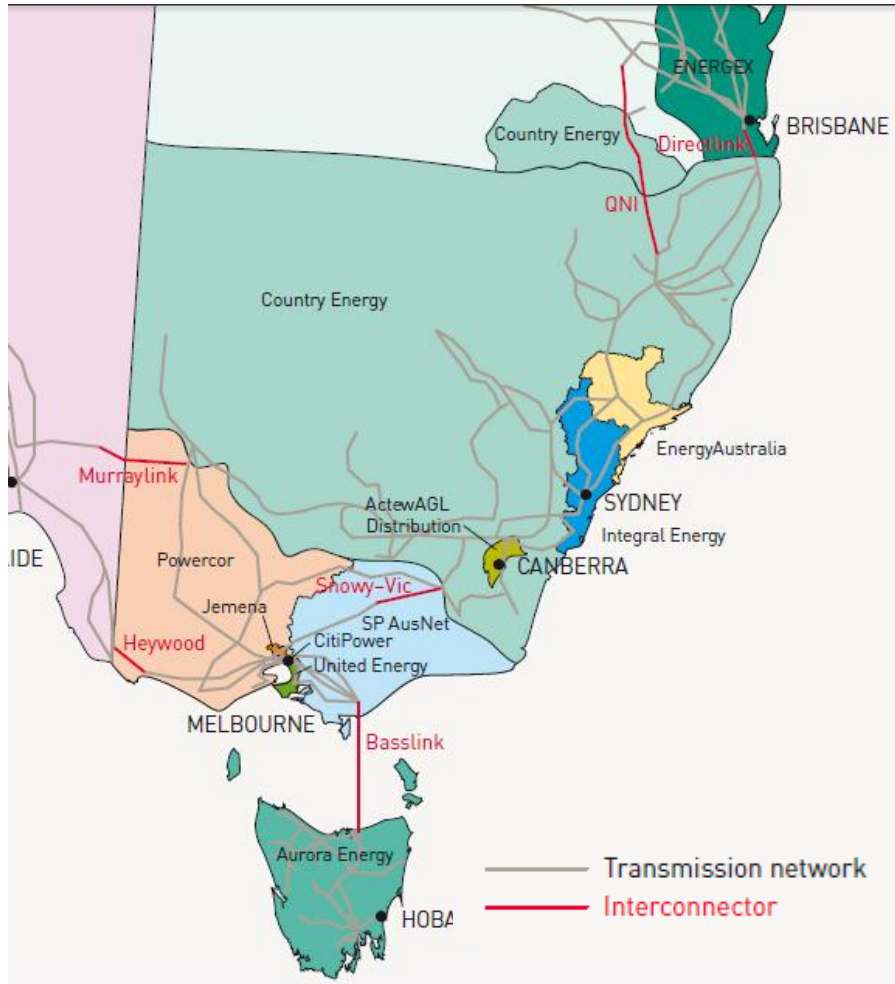 ENERGEX
BRISBANE
Country Energy
Directlink
QNI
Country Energy
EnergyAustralia
Murraylink
ActewAGL
Distribution
SYDNEY
Integral Energy
IDE
Powercor
CANBERRA
Snowy–Vic
Jemena
SP AusNet
Heywood
CitiPower
United Energy
MELBOURNE
Basslink
Aurora Energy
Transmission network
HOBA
Interconnector